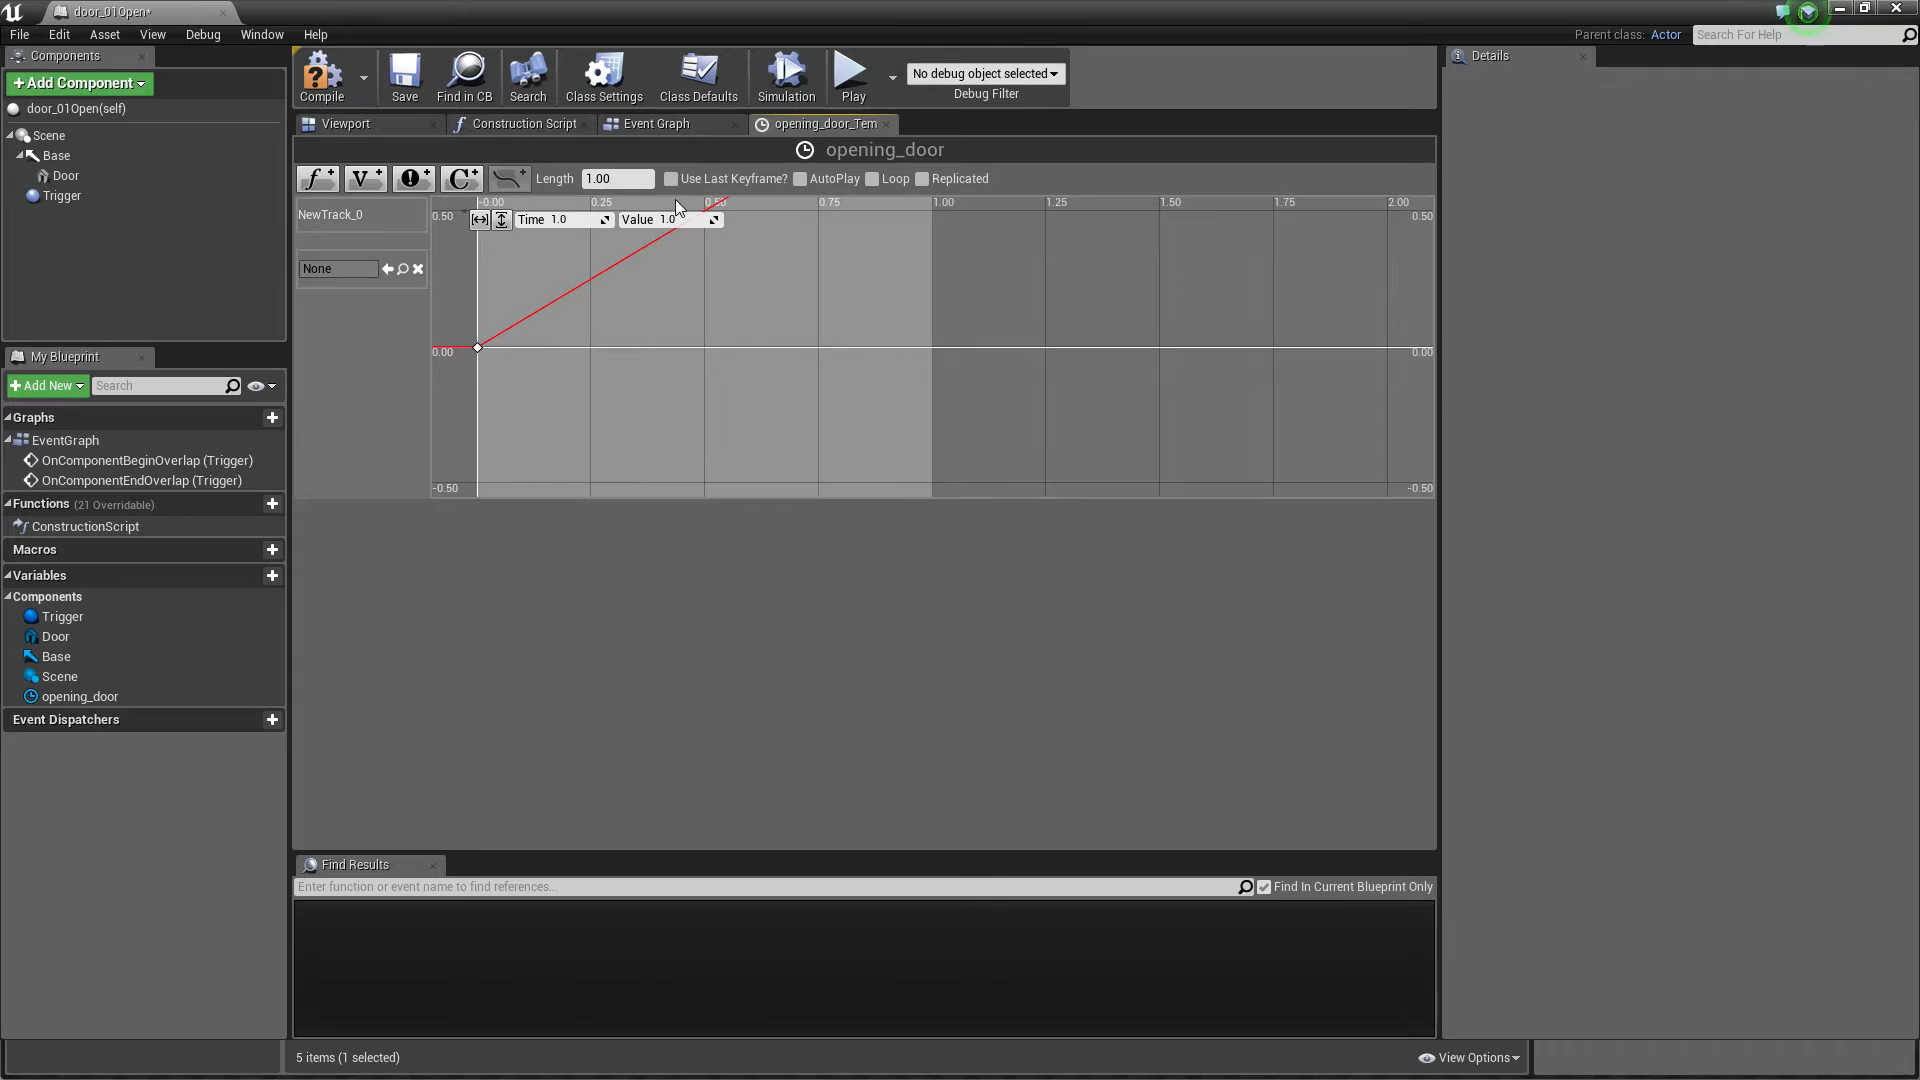 door_01Open*
File Edit Asset View Debug Window Help
Parent class: Actor
Search For Help
Components
+Add Component
door_01Open(self)
Scene
Base
Door
Trigger
Compile
Save
Find in CB
Search
Class Settings
Class Defaults
Simulation
Play
No debug object selected
Debug Filter
Details
Viewport
Construction Script
Event Graph
opening_door_Tem
opening_door
f+ V+ !+ C+
Length 1.00
Use Last Keyframe? AutoPlay Loop Replicated
NewTrack_0
None
-0.00 0.25 0.50 0.75 1.00 1.25 1.50 1.75 2.00
Time 1.0 Value 1.0
0.50 0.50
0.00 0.00
-0.50 -0.50
My Blueprint
+Add New
Search
Graphs
EventGraph
OnComponentBeginOverlap (Trigger)
OnComponentEndOverlap (Trigger)
Functions (21 Overridable)
ConstructionScript
Macros
Variables
Components
Trigger
Door
Base
Scene
opening_door
Event Dispatchers
Find Results
Enter function or event name to find references...
Find In Current Blueprint Only
5 items (1 selected)
View Options